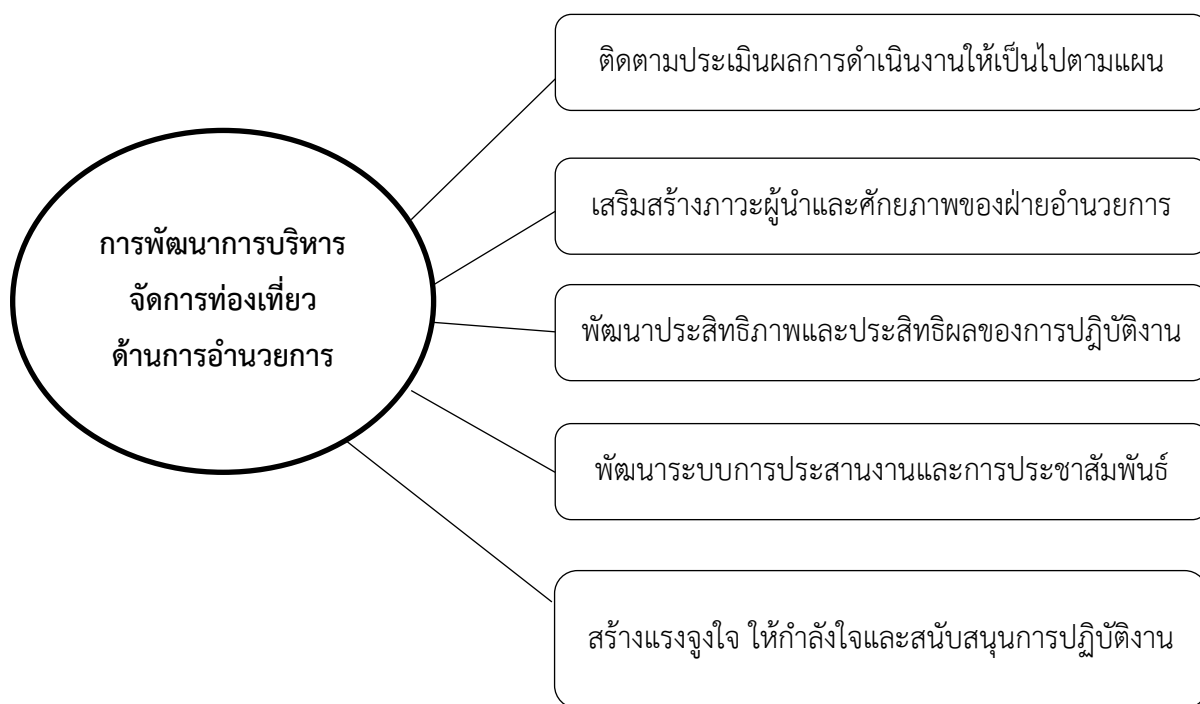 ติดตามประเมินผลการดำเนินงานให้เป็นไปตามแผน
เสริมสร้างภาวะผู้นำและศักยภาพของฝ่ายอำนวยการ
การพัฒนาการบริหาร
จัดการท่องเที่ยว
ด้านการอำนวยการ
พัฒนาประสิทธิภาพและประสิทธิผลของการปฎิบัติงาน
พัฒนาระบบการประสานงานและการประชาสัมพันธ์
สร้างแรงจูงใจ ให้กำลังใจและสนับสนุนการปฏิบัติงาน